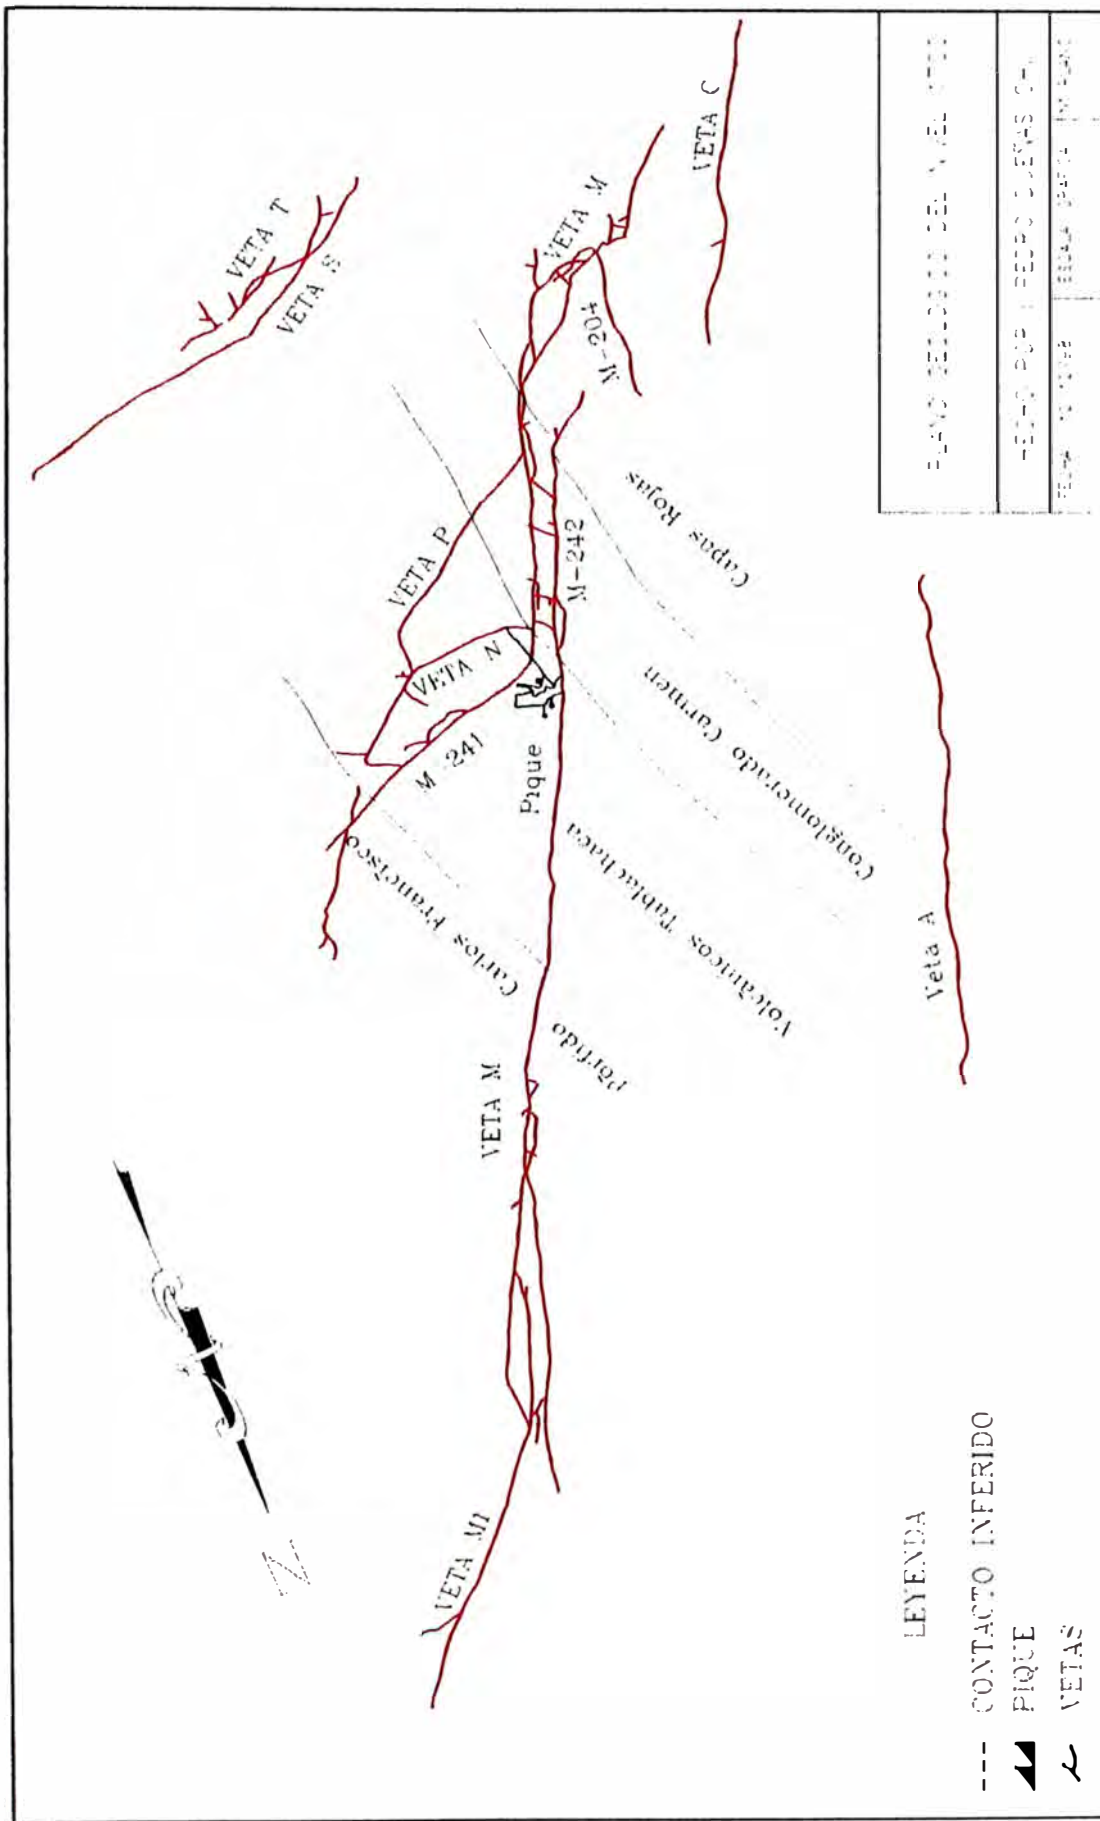 VETA T
VETA S
VETA C
VETA M
M-204
VETA P
M-242
Capas Rojas
VETA N
M 241
Pique
Conglomerado Carmen
Volcánicos Tablachaca
Carlos Francisco
Pórfido
VETA M
Veta A
N
VETA M1
LEYENDA
--- CONTACTO INFERIDO
PIQUE
VETAS